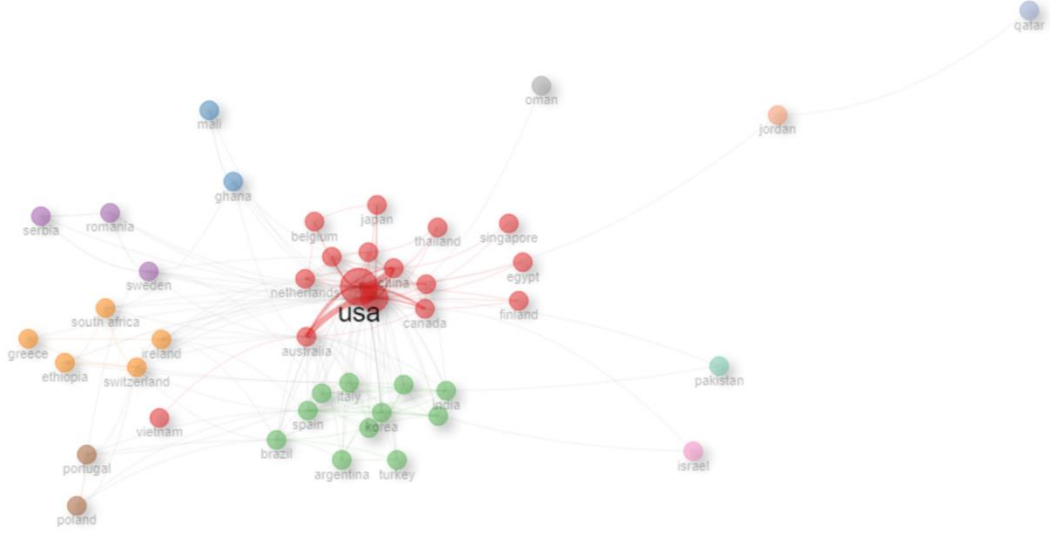 qatar
oman
mali
jordan
ghana
japan
serbia
romania
belgium
thailand
singapore
sweden
egypt
china
netherlands
usa
finland
south africa
canada
greece
ireland
australia
ethiopia
switzerland
pakistan
italy
india
spain
vietnam
korea
brazil
portugal
argentina
turkey
israel
poland